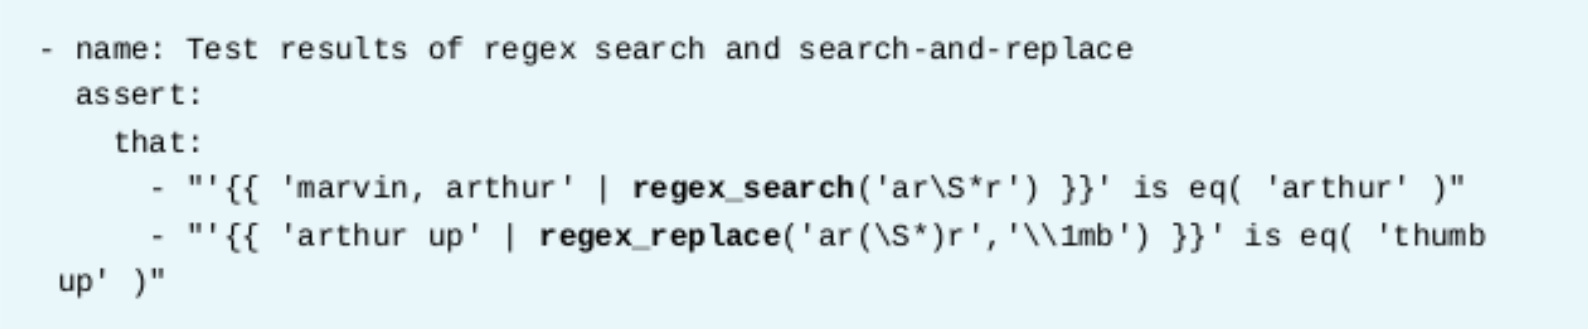 - name: Test results of regex search and search-and-replace
assert:
that:
- "'{{ 'marvin, arthur' | regex_search('ar\S*r') }}' is eq( 'arthur' )"
- "'{{ 'arthur up' | regex_replace('ar(\S*)r','\\1mb') }}' is eq( 'thumb
up' )"